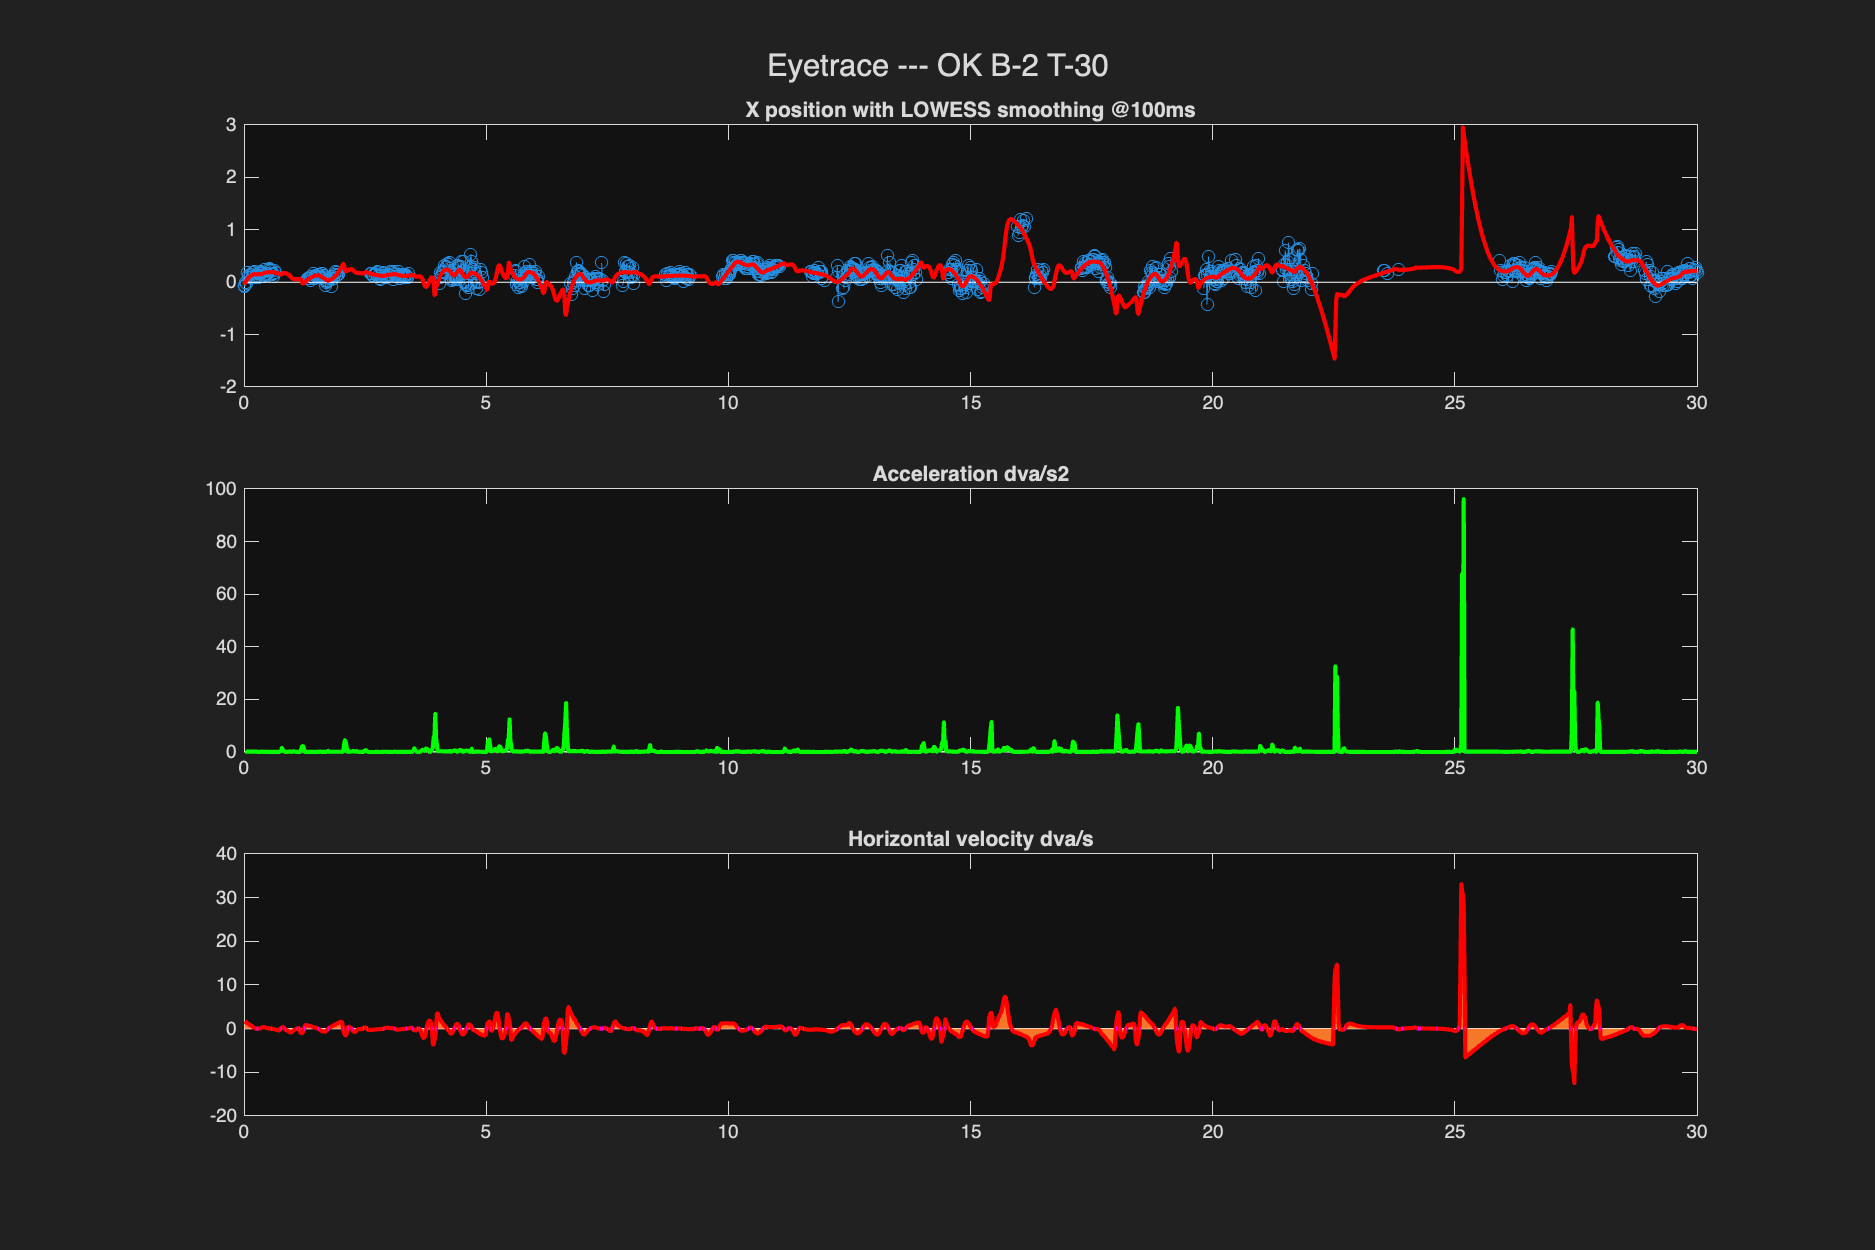 Eyetrace --- OK B-2 T-30
X position with LOWESS smoothing @100ms
3
2
1
0
-1
-2
0 5 10 15 20 25 30
Acceleration dva/s2
100
80
60
40
20
0
0 5 10 15 20 25 30
Horizontal velocity dva/s
40
30
20
10
0
-10
-20
0 5 10 15 20 25 30